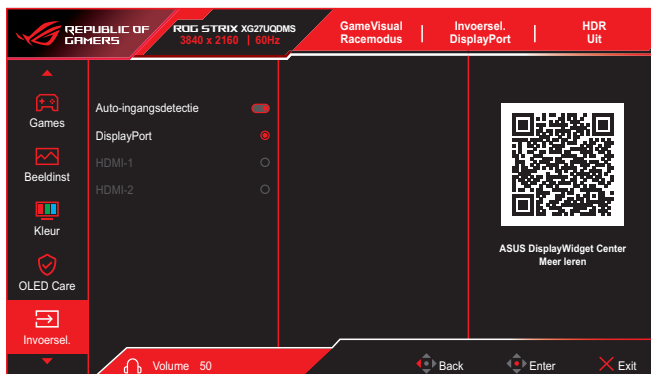 REPUBLIC OF
GAMERS
ROG STRIX XG27UQDMS
3840 x 2160 | 60Hz
GameVisual
Racemodus
Invoersel.
DisplayPort
HDR
Uit
Games
Beeldinst
Kleur
OLED Care
Invoersel.
Auto-ingangsdetectie
DisplayPort
HDMI-1
HDMI-2
ASUS DisplayWidget Center
Meer leren
Volume 50
Back
Enter
Exit